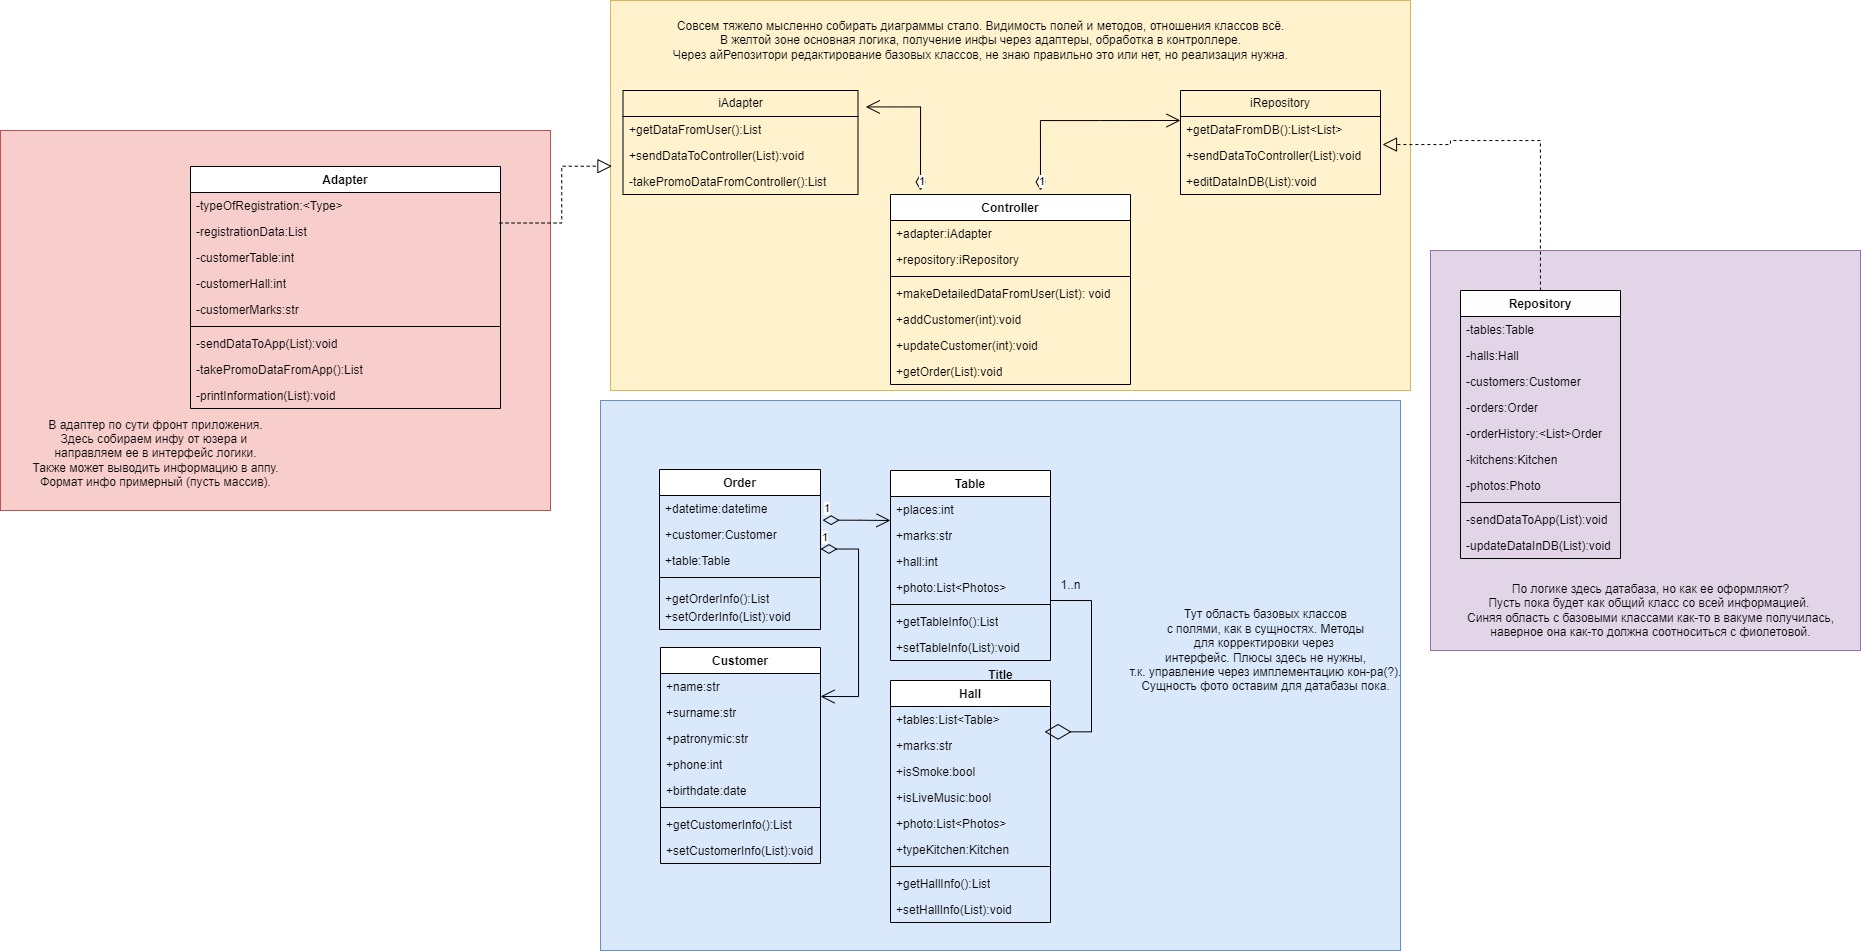 Совсем тяжело мысленно собирать диаграммы стало. Видимость полей и методов, отношения классов всё.
В желтой зоне основная логика, получение инфы через адаптеры, обработка в контроллере.
Через айРепозитори редактирование базовых классов, не знаю правильно это или нет, но реализация нужна.
iAdapter
+getDataFromUser():List
+sendDataToController(List):void
-takePromoDataFromController():List
iRepository
+getDataFromDB():List<List>
+sendDataToController(List):void
+editDataInDB(List):void
1
1
Controller
+adapter:iAdapter
+repository:iRepository
+makeDetailedDataFromUser(List): void
+addCustomer(int):void
+updateCustomer(int):void
+getOrder(List):void
Adapter
-typeOfRegistration:<Type>
-registrationData:List
-customerTable:int
-customerHall:int
-customerMarks:str
-sendDataToApp(List):void
-takePromoDataFromApp():List
-printInformation(List):void
В адаптер по сути фронт приложения.
Здесь собираем инфу от юзера и
направляем ее в интерфейс логики.
Также может выводить информацию в аппу.
Формат инфо примерный (пусть массив).
Repository
-tables:Table
-halls:Hall
-customers:Customer
-orders:Order
-orderHistory:<List>Order
-kitchens:Kitchen
-photos:Photo
-sendDataToApp(List):void
-updateDataInDB(List):void
По логике здесь датабаза, но как ее оформляют?
Пусть пока будет как общий класс со всей информацией.
Синяя область с базовыми классами как-то в вакуме получилась,
наверное она как-то должна соотноситься с фиолетовой.
Order
+datetime:datetime
+customer:Customer
+table:Table
+getOrderInfo():List
+setOrderInfo(List):void
1
1
Table
+places:int
+marks:str
+hall:int
+photo:List<Photos>
+getTableInfo():List
+setTableInfo(List):void
1..n
Customer
+name:str
+surname:str
+patronymic:str
+phone:int
+birthdate:date
+getCustomerInfo():List
+setCustomerInfo(List):void
Title
Hall
+tables:List<Table>
+marks:str
+isSmoke:bool
+isLiveMusic:bool
+photo:List<Photos>
+typeKitchen:Kitchen
+getHallInfo():List
+setHallInfo(List):void
Тут область базовых классов
с полями, как в сущностях. Методы
для корректировки через
интерфейс. Плюсы здесь не нужны,
т.к. управление через имплементацию кон-ра(?).
Сущность фото оставим для датабазы пока.